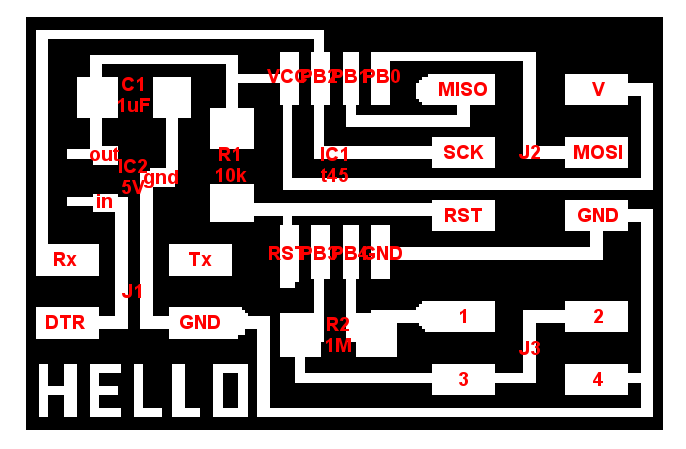 C1
1uF
VCC PB2 PB1 PB0
MISO
V
out
IC2
5V
gnd
in
R1
10k
IC1
t45
SCK
J2
MOSI
RST
GND
Rx
Tx
RST PB3 PB4 GND
J1
DTR
GND
R2
1M
1
2
J3
3
4
HELLO